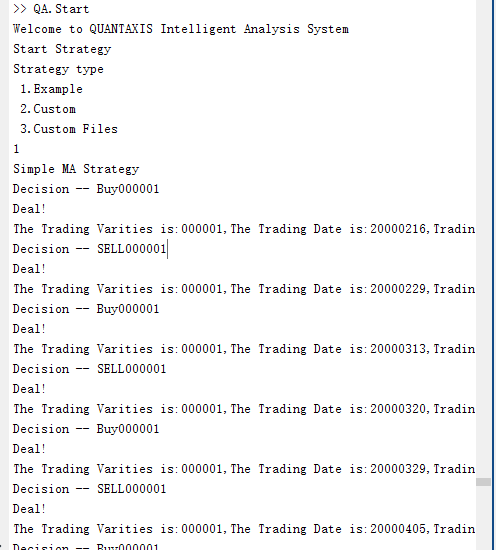 >> QA.Start
Welcome to QUANTAXIS Intelligent Analysis System
Start Strategy
Strategy type
1.Example
2.Custom
3.Custom Files
1
Simple MA Strategy
Decision -- Buy000001
Deal!
The Trading Varities is:000001,The Trading Date is:20000216,Tradin
Decision -- SELL000001
Deal!
The Trading Varities is:000001,The Trading Date is:20000229,Tradin
Decision -- Buy000001
Deal!
The Trading Varities is:000001,The Trading Date is:20000313,Tradin
Decision -- SELL000001
Deal!
The Trading Varities is:000001,The Trading Date is:20000320,Tradin
Decision -- Buy000001
Deal!
The Trading Varities is:000001,The Trading Date is:20000329,Tradin
Decision -- SELL000001
Deal!
The Trading Varities is:000001,The Trading Date is:20000405,Tradin
Decision -- Buy000001